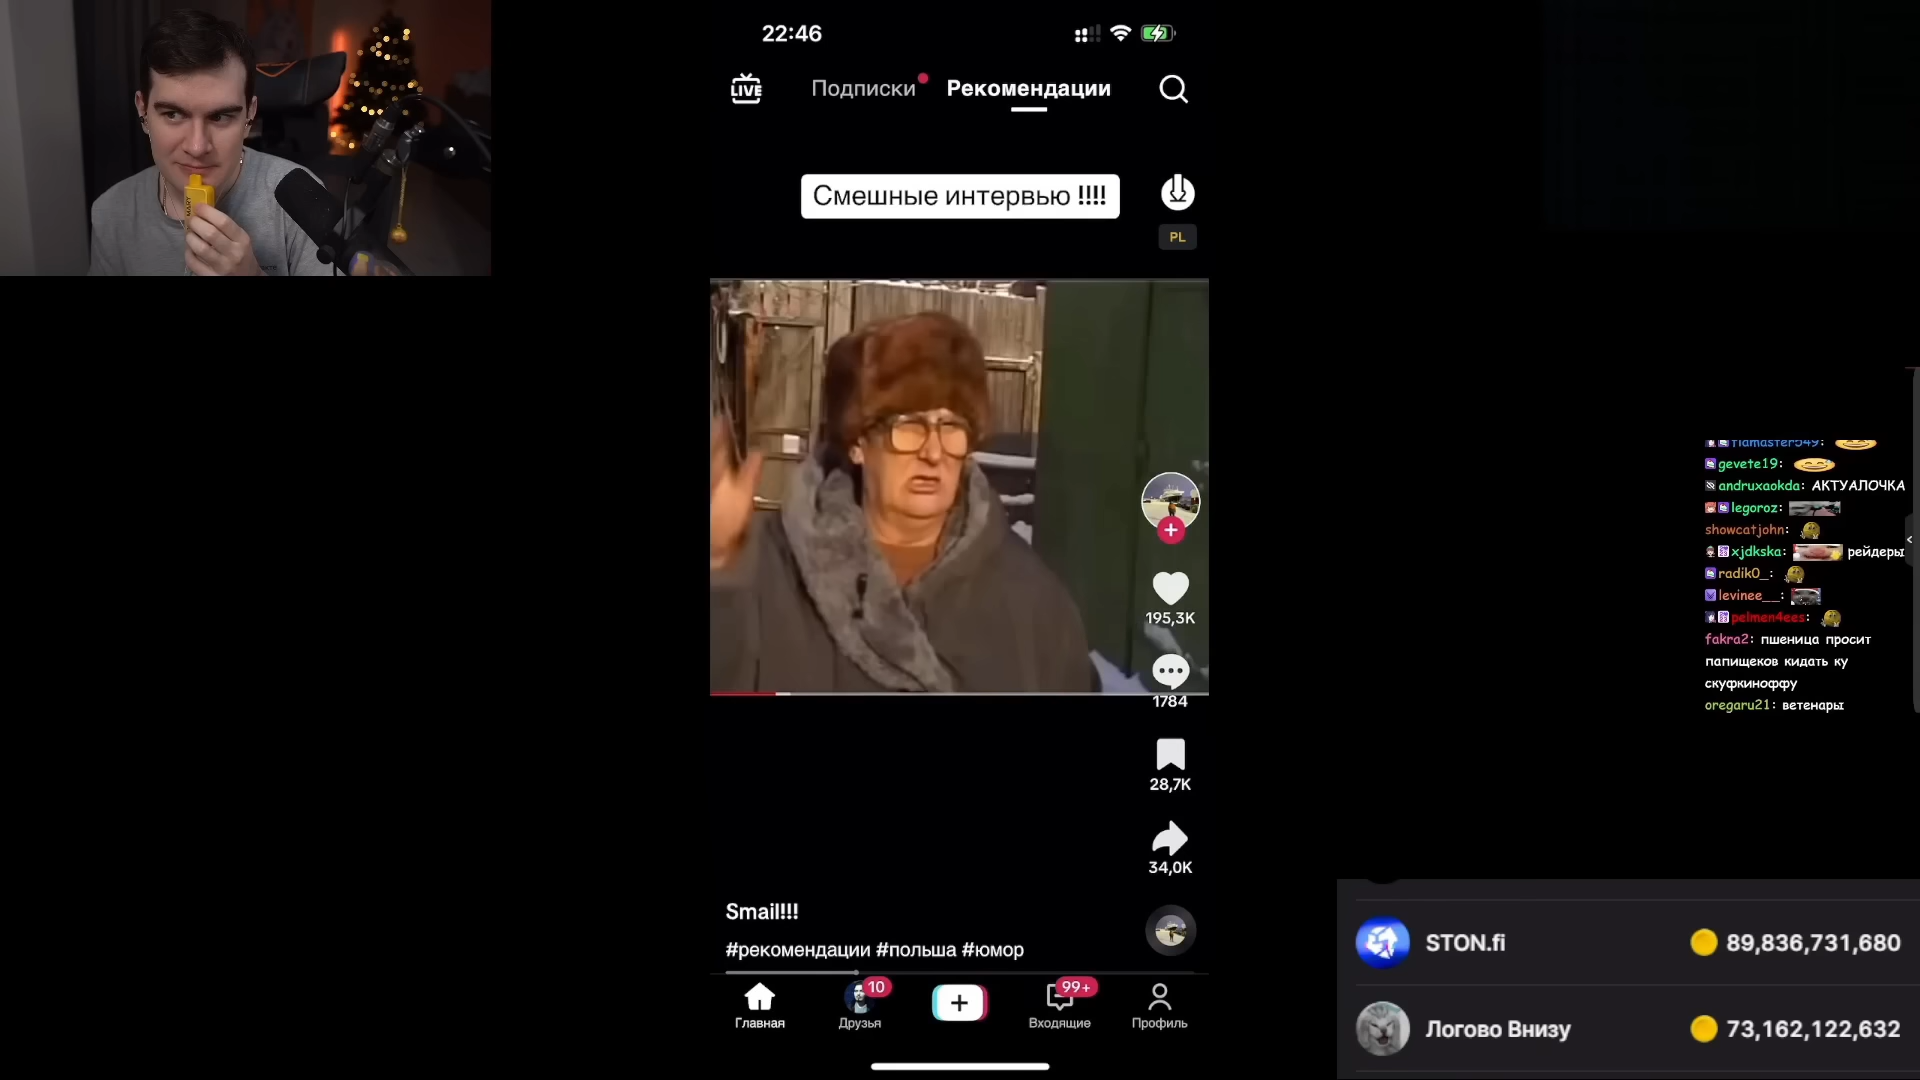 22:46
LIVE
Подписки
Рекомендации
Смешные интервью !!!!
PL
195,3K
1784
28,7K
34,0K
Smail!!!
#рекомендации #польша #юмор
Главная
10
Друзья
99+
Входящие
Профиль
flamaster549:
gevete19:
andruxaokda: АКТУАЛОЧКА
legoroz:
showcatjohn:
xjdkska: рейдеры
radik0_:
levinee__:
pelmen4ees:
fakra2: пшеница просит
папищеков кидать ку
скуфкиноффу
oregaru21: ветенары
STON.fi 89,836,731,680
Логово Внизу 73,162,122,632